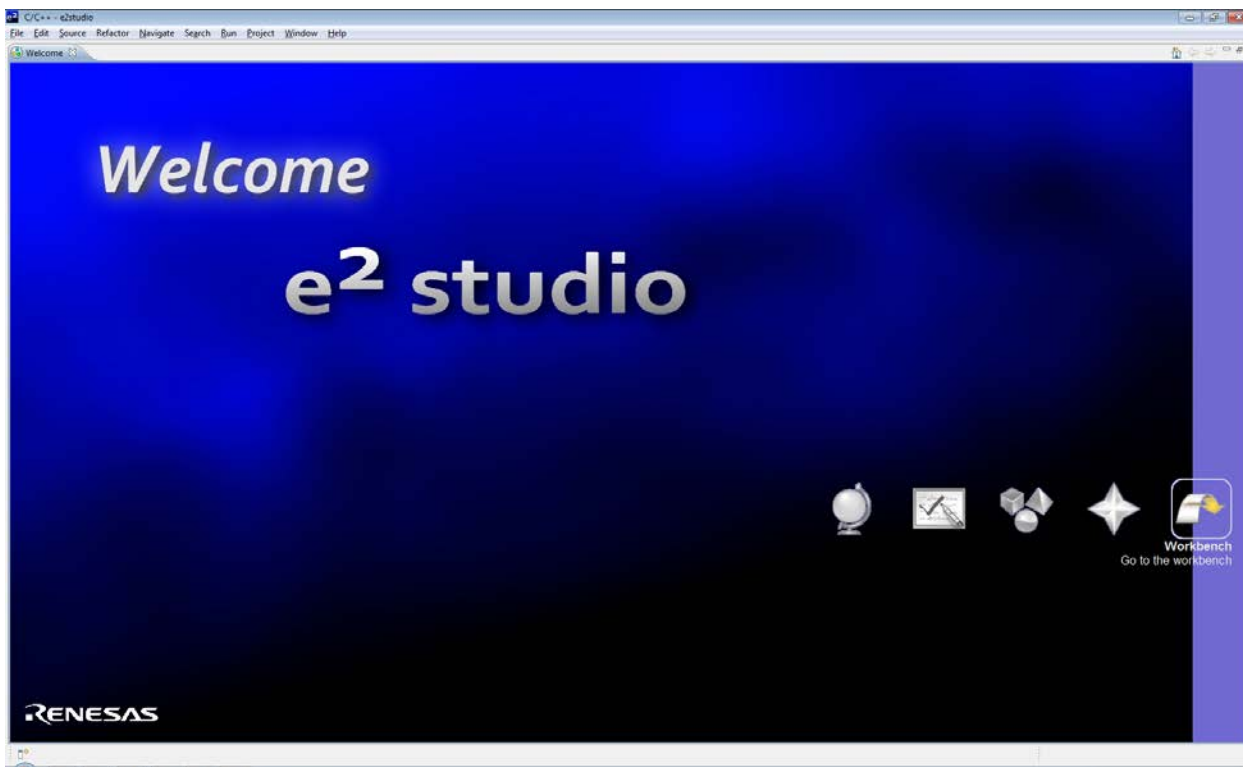 C/C++ - e2studio
File Edit Source Refactor Navigate Search Run Project Window Help
Welcome
Welcome
e² studio
Workbench
Go to the workbench
RENESAS